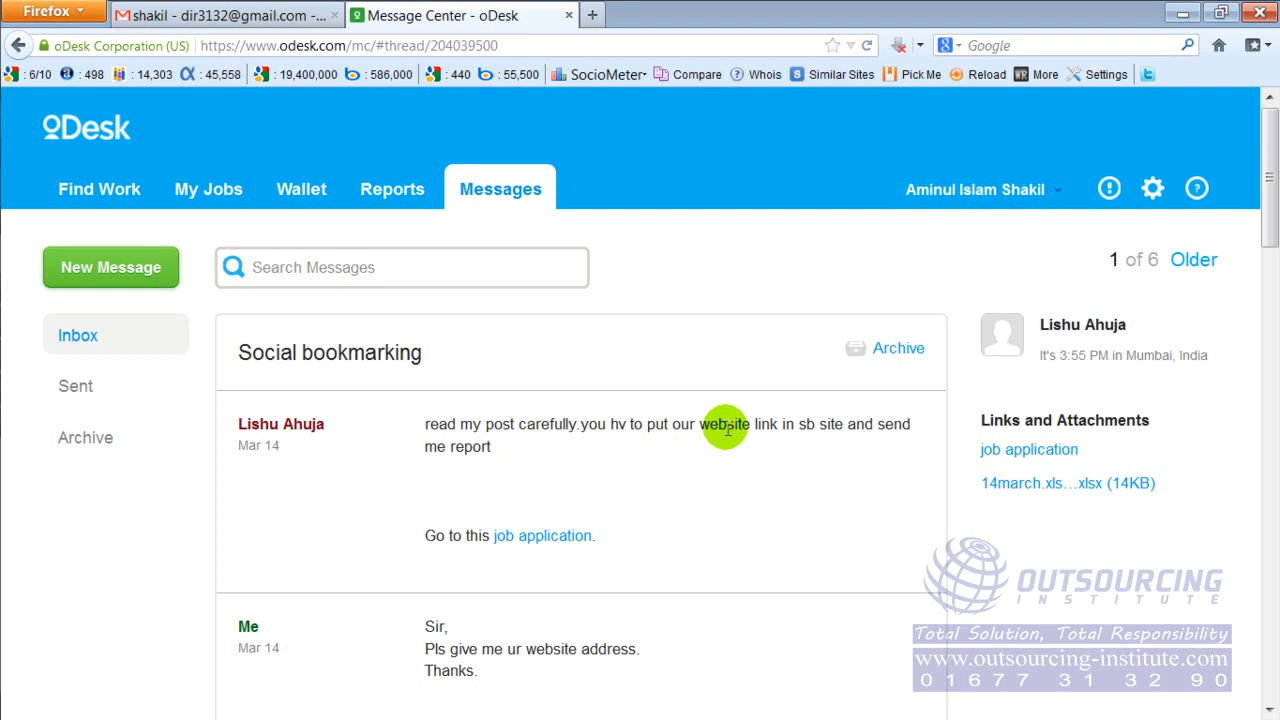 Firefox
shakil - dir3132@gmail.com -...
Message Center - oDesk
oDesk Corporation (US)
https://www.odesk.com/mc/#thread/204039500
Google
: 6/10 : 498 : 14,303 : 45,558 : 19,400,000 : 586,000 : 440 : 55,500 SocioMeter Compare Whois Similar Sites Pick Me Reload More Settings
oDesk
Find Work My Jobs Wallet Reports Messages Aminul Islam Shakil
New Message
Search Messages
1 of 6 Older
Inbox
Sent
Archive
Social bookmarking
Archive
Lishu Ahuja
Mar 14
read my post carefully.you hv to put our website link in sb site and send
me report
Go to this job application.
Me
Mar 14
Sir,
Pls give me ur website address.
Thanks.
Lishu Ahuja
It's 3:55 PM in Mumbai, India
Links and Attachments
job application
14march.xls...xlsx (14KB)
OUTSOURCING
INSTITUTE
Total Solution, Total Responsibility
www.outsourcing-institute.com
01677 31 32 90